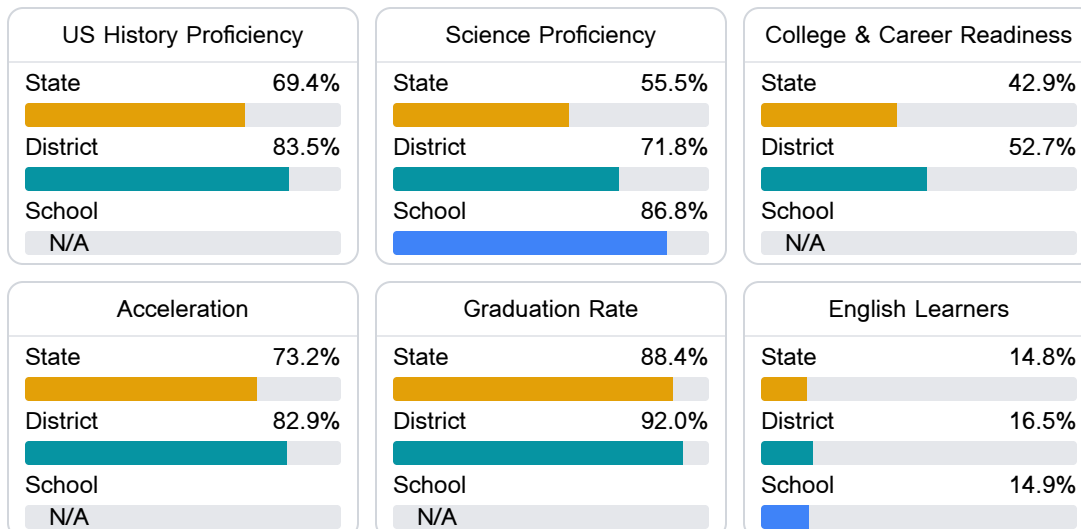 US History Proficiency
State 69.4%
District 83.5%
School
N/A
Science Proficiency
State 55.5%
District 71.8%
School 86.8%
College & Career Readiness
State 42.9%
District 52.7%
School
N/A
Acceleration
State 73.2%
District 82.9%
School
N/A
Graduation Rate
State 88.4%
District 92.0%
School
N/A
English Learners
State 14.8%
District 16.5%
School 14.9%